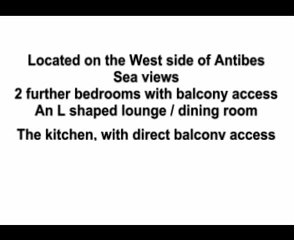 Located on the West side of Antibes
Sea views
2 further bedrooms with balcony access
An L shaped lounge / dining room
The kitchen, with direct balcony access